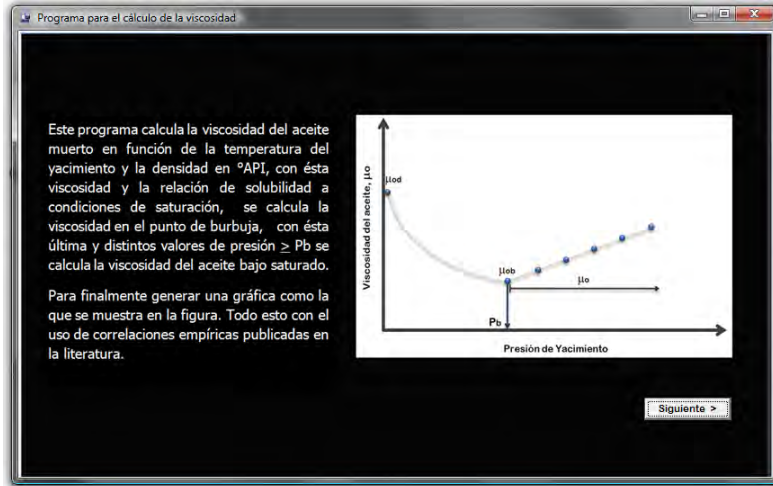 Programa para el cálculo de la viscosidad
Este programa calcula la viscosidad del aceite
muerto en función de la temperatura del
yacimiento y la densidad en °API, con ésta
viscosidad y la relación de solubilidad a
condiciones de saturación, se calcula la
viscosidad en el punto de burbuja, con ésta
última y distintos valores de presión ≥ Pb se
calcula la viscosidad del aceite bajo saturado.
Para finalmente generar una gráfica como la
que se muestra en la figura. Todo esto con el
uso de correlaciones empíricas publicadas en
la literatura.
Viscosidad del aceite, μo
μod
μob
μo
Pb
Presión de Yacimiento
Siguiente >